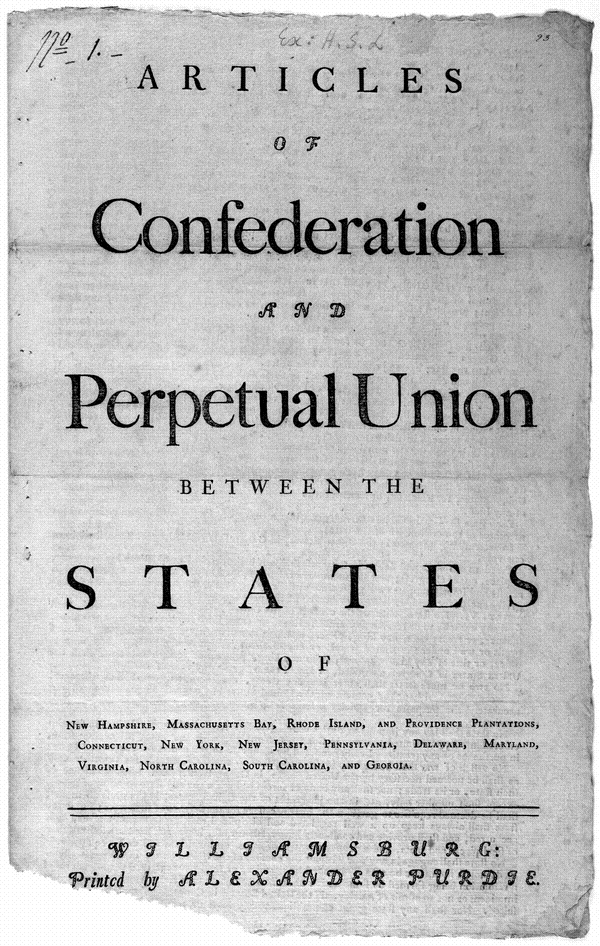 No. 1. -
Ex: H. S. L
93
ARTICLES
OF
Confederation
AND
Perpetual Union
BETWEEN THE
STATES
OF
NEW HAMPSHIRE, MASSACHUSETTS BAY, RHODE ISLAND, AND PROVIDENCE PLANTATIONS,
CONNECTICUT, NEW YORK, NEW JERSEY, PENNSYLVANIA, DELAWARE, MARYLAND,
VIRGINIA, NORTH CAROLINA, SOUTH CAROLINA, AND GEORGIA.
WILLIAMSBURG:
Printed by ALEXANDER PURDIE.